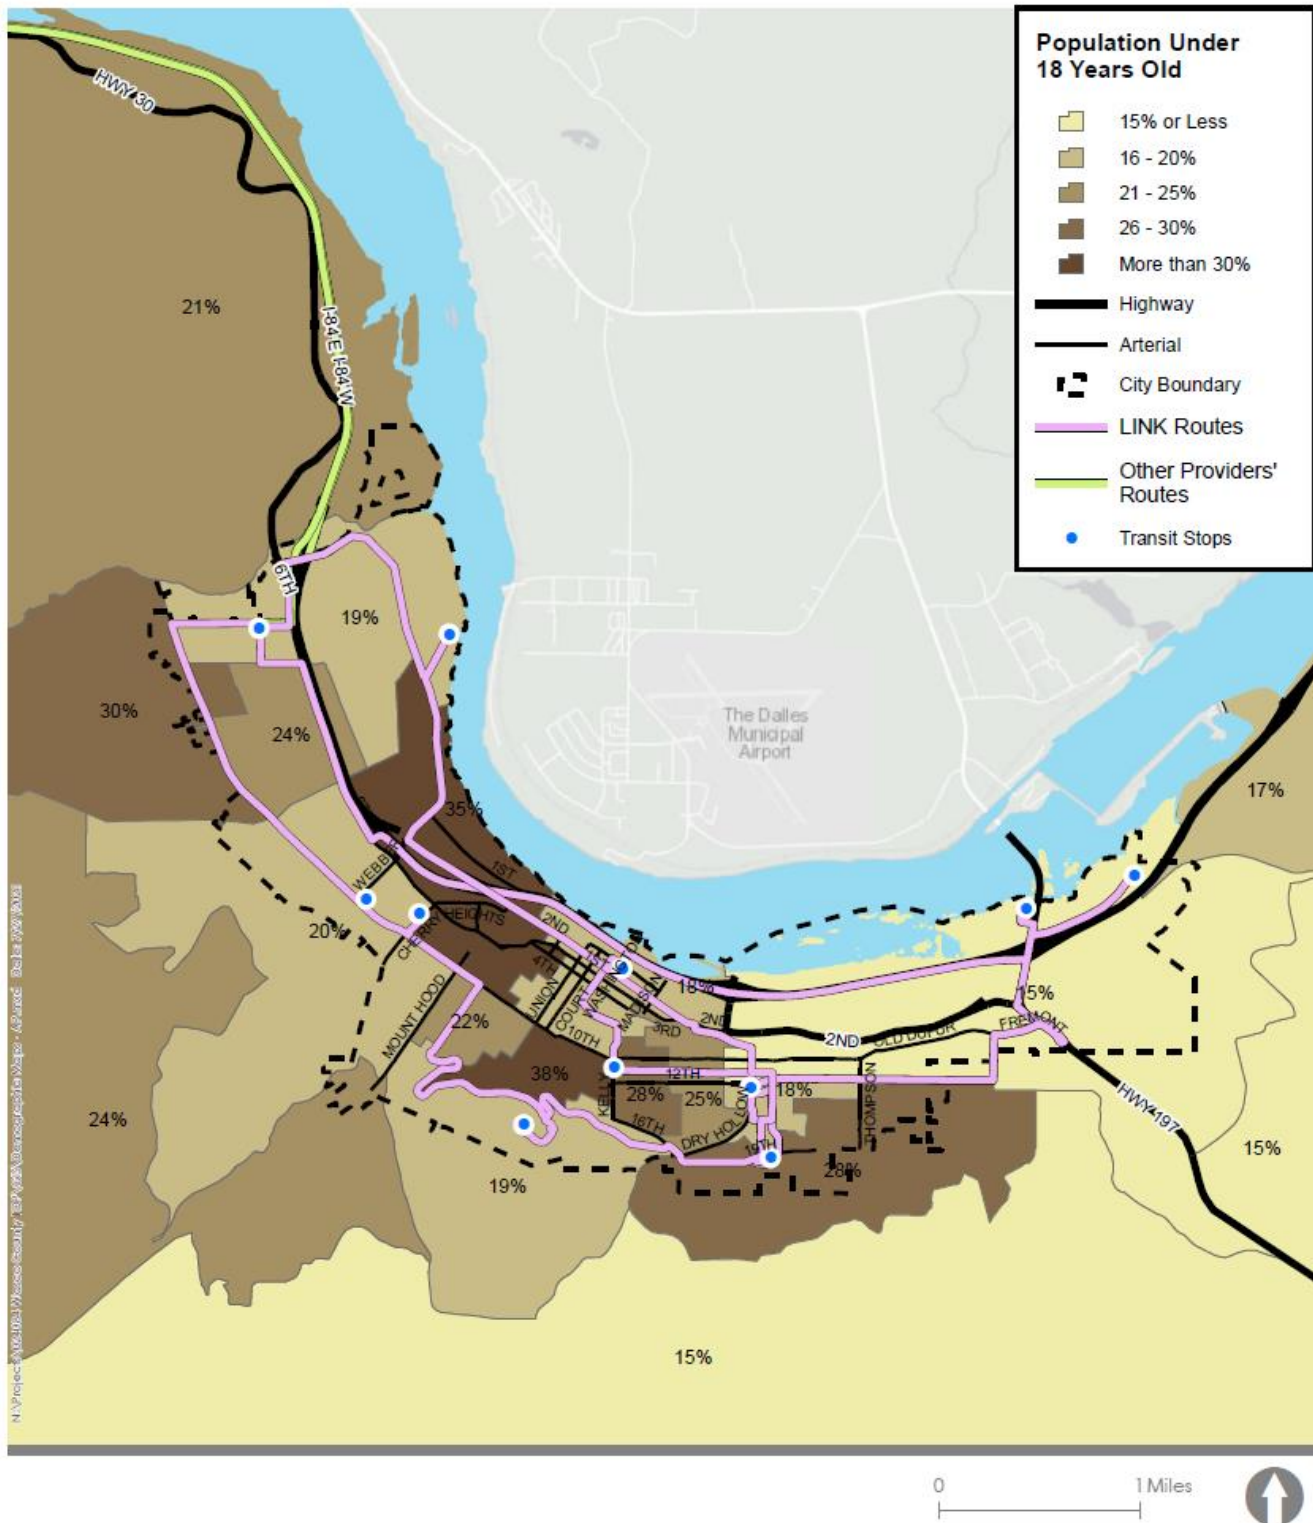 Population Under
18 Years Old
15% or Less
16 - 20%
21 - 25%
26 - 30%
More than 30%
Highway
Arterial
City Boundary
LINK Routes
Other Providers'
Routes
Transit Stops
HWY 30
21%
I-84 E I-84 W
6TH
19%
30%
24%
The Dalles
Municipal
Airport
17%
35%
WEBBER
1ST
HEIGHTS
CHERRY
20%
2ND
4TH
1ST
WASHINGTON
UNION
COURT
MADISON
18%
15%
MOUNT HOOD
22%
10TH
3RD
2ND
2ND
OLD DUFUR
FREMONT
38%
12TH
KELLY
28%
25%
18%
THOMPSON
HWY 197
24%
16TH
DRY HOLLOW
19TH
28%
15%
19%
15%
0
1 Miles